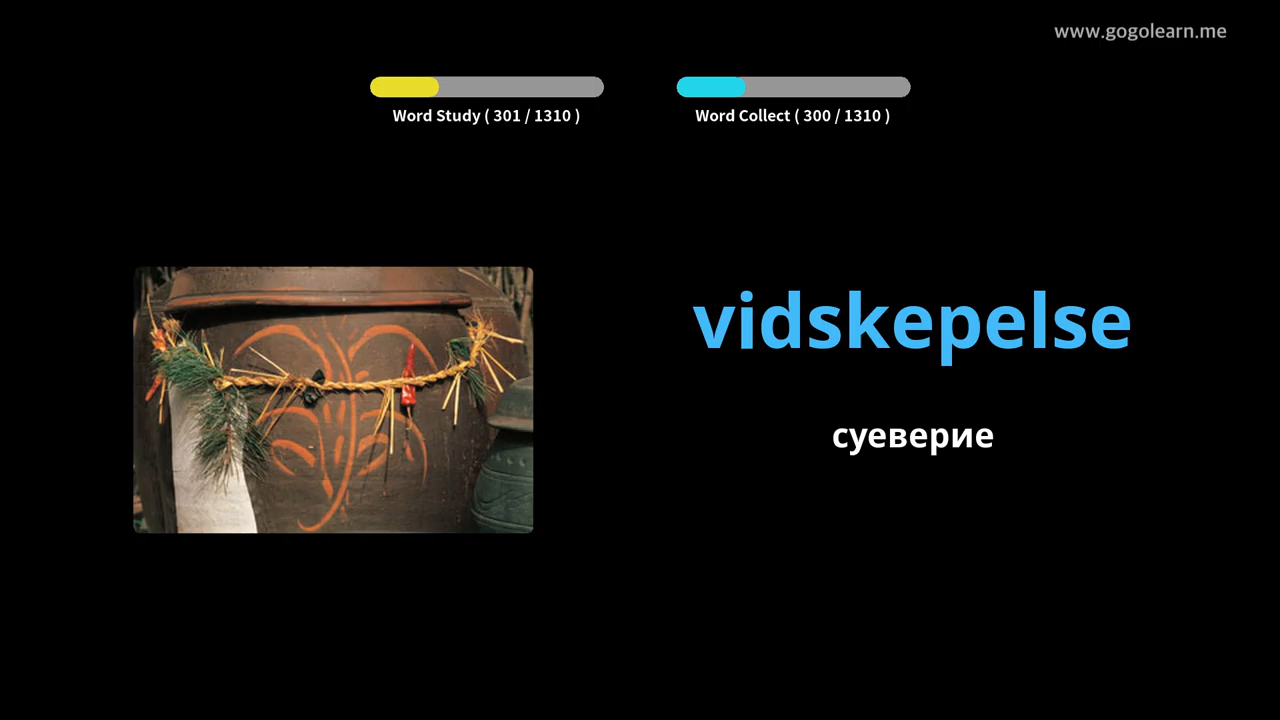 www.gogolearn.me
Word Study ( 301 / 1310 )
Word Collect ( 300 / 1310 )
vidskepelse
суеверие